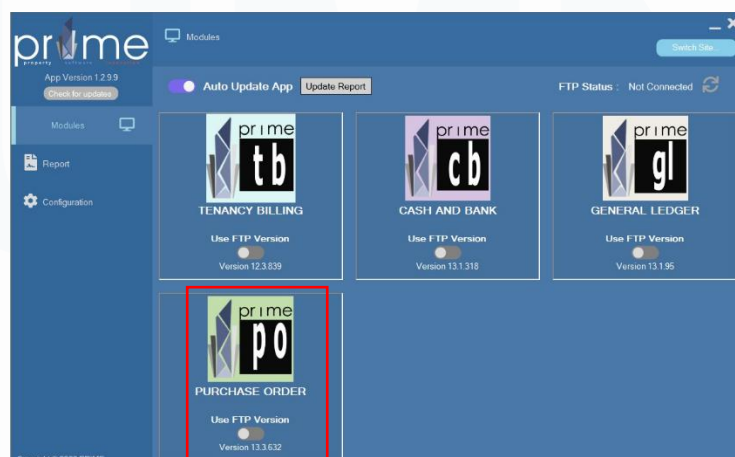 prime
property software
App Version 1.2.9.9
Check for updates
Modules
Report
Configuration
Modules
Switch Site...
Auto Update App
Update Report
FTP Status : Not Connected
prime
tb
TENANCY BILLING
Use FTP Version
Version 12.3.839
prime
cb
CASH AND BANK
Use FTP Version
Version 13.1.318
prime
gl
GENERAL LEDGER
Use FTP Version
Version 13.1.95
prime
po
PURCHASE ORDER
Use FTP Version
Version 13.3.632